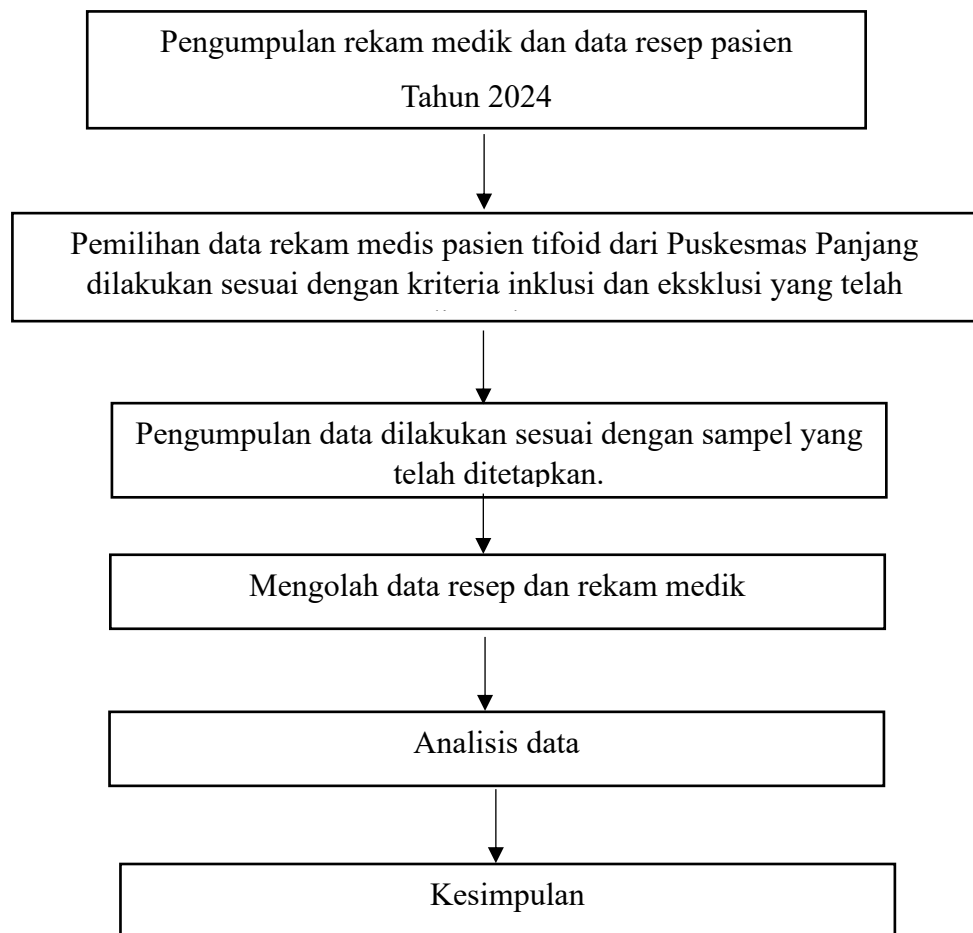 Pengumpulan rekam medik dan data resep pasien
Tahun 2024
Pemilihan data rekam medis pasien tifoid dari Puskesmas Panjang
dilakukan sesuai dengan kriteria inklusi dan eksklusi yang telah
Pengumpulan data dilakukan sesuai dengan sampel yang
telah ditetapkan.
Mengolah data resep dan rekam medik
Analisis data
Kesimpulan